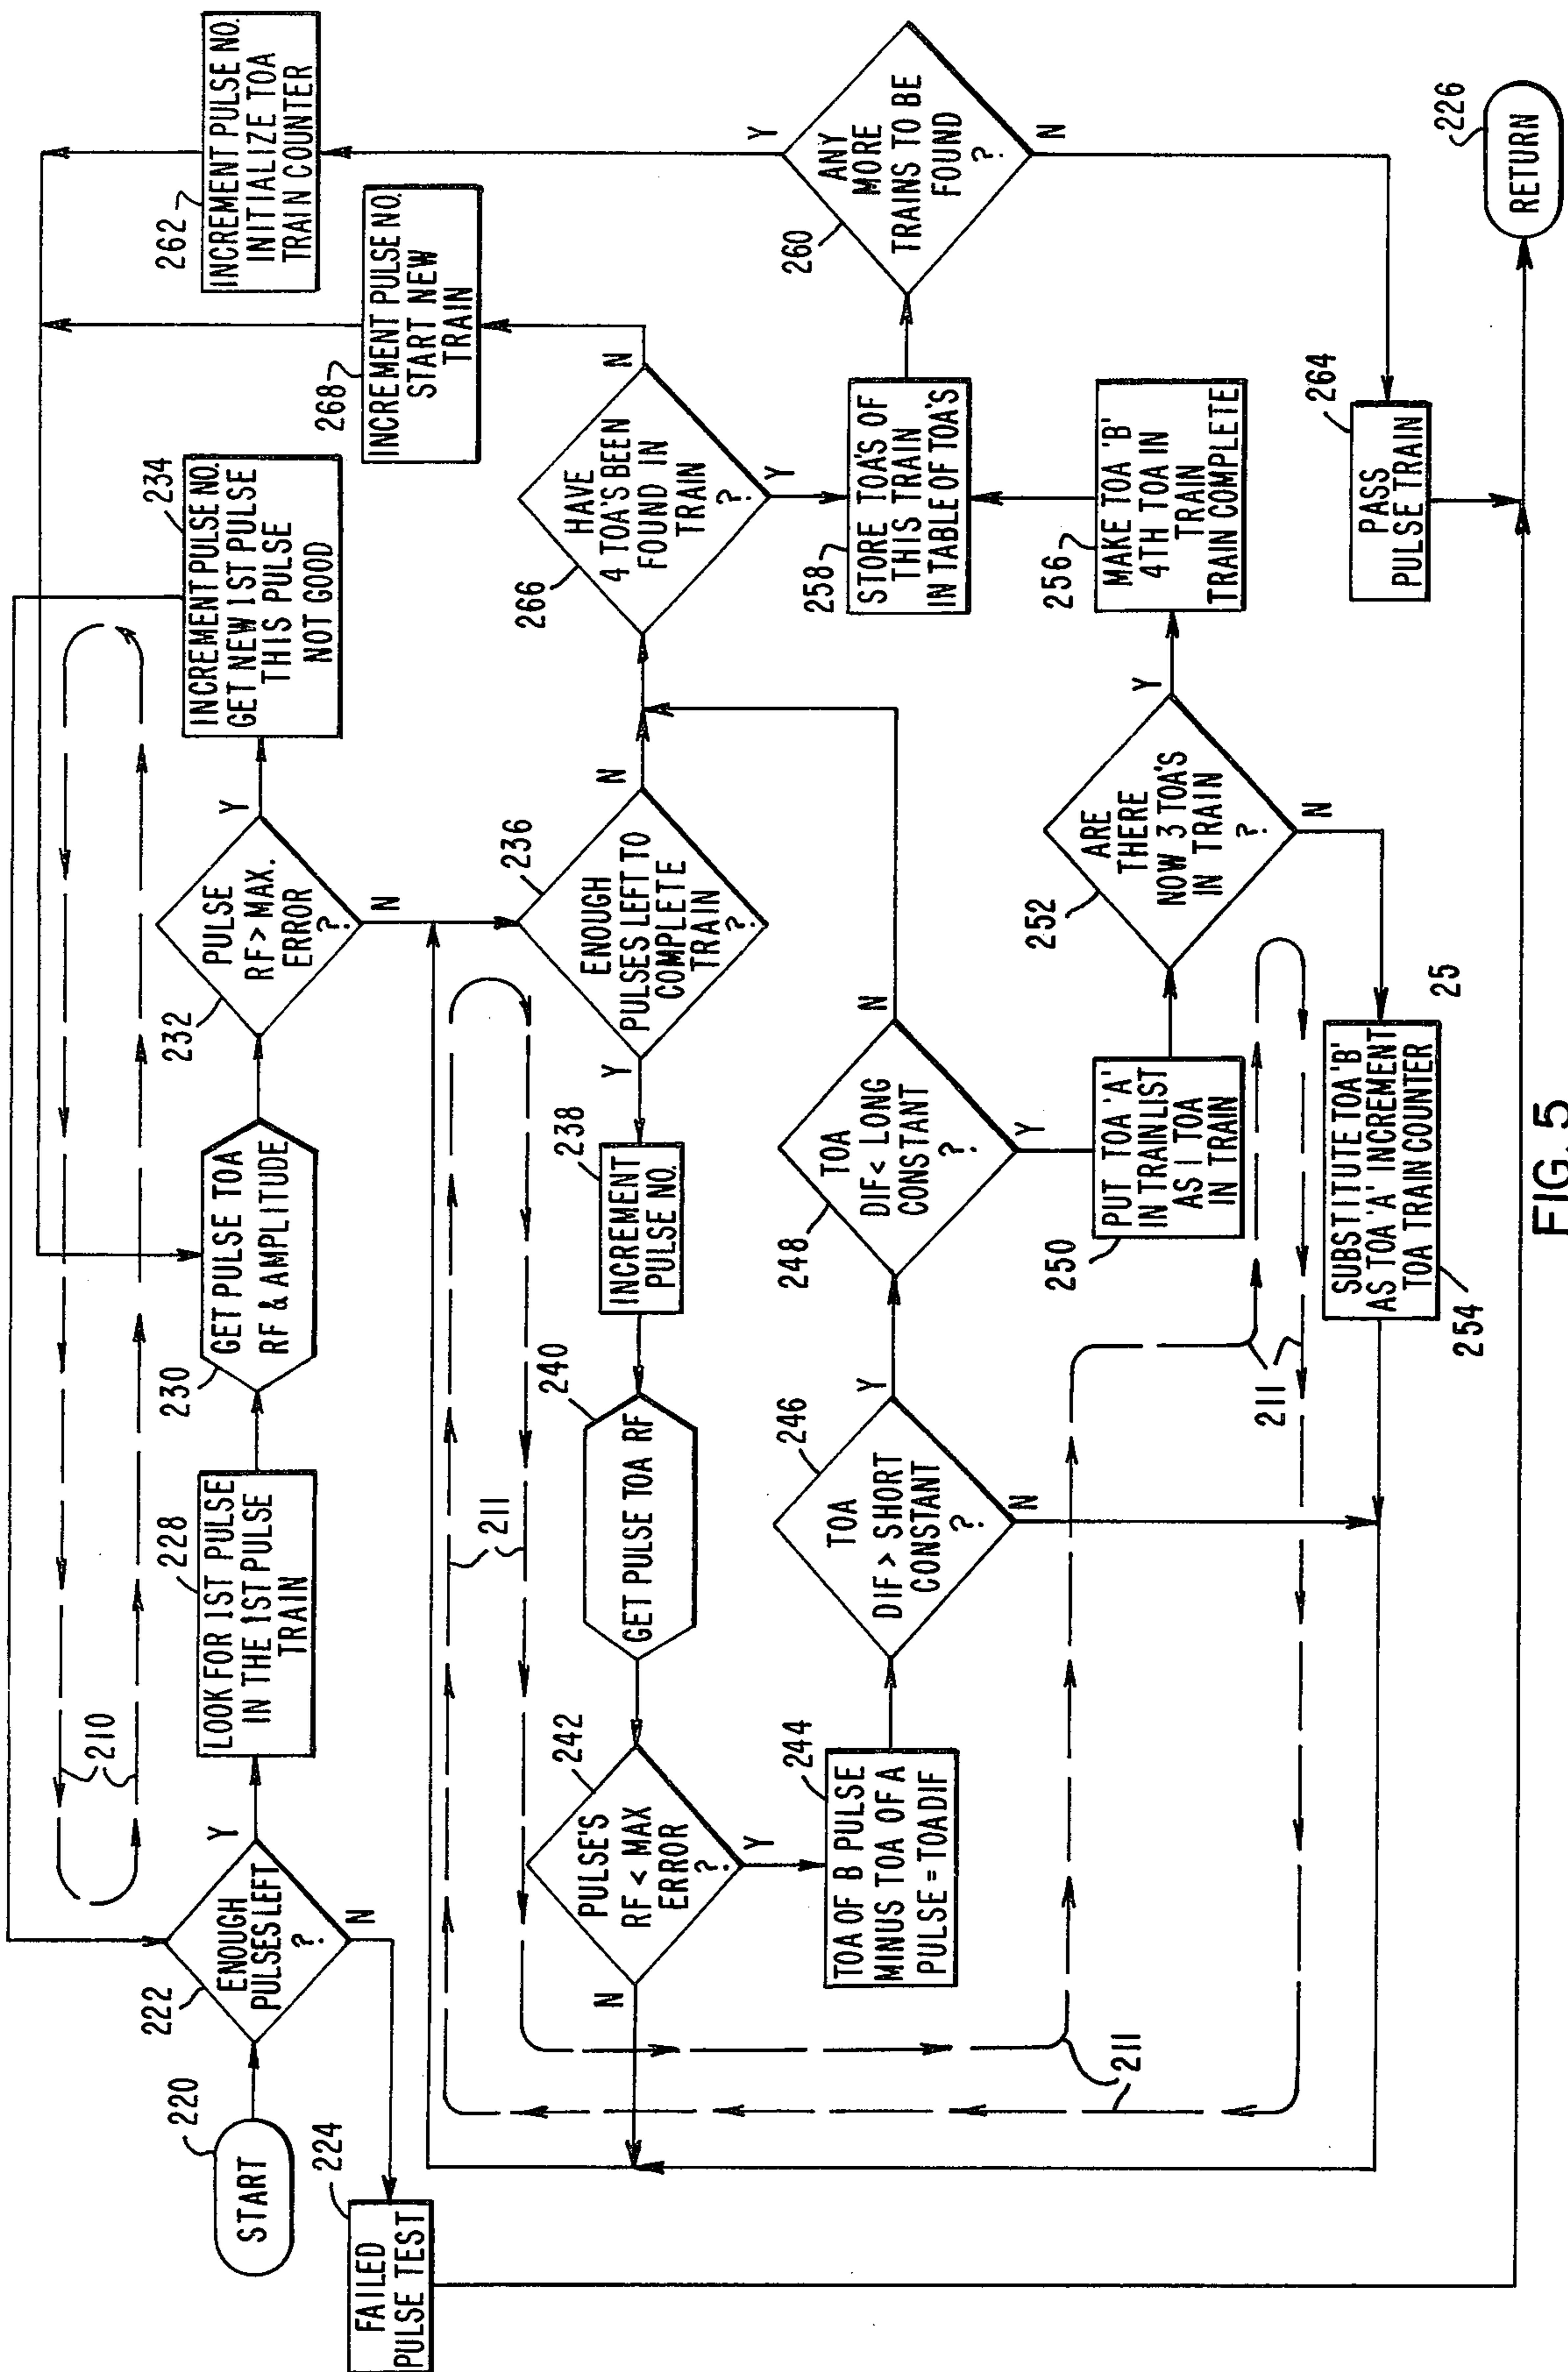 220
START
222
ENOUGH
PULSES LEFT
?
Y
N
224
FAILED
PULSE TEST
210
228
LOOK FOR 1ST PULSE
IN THE 1ST PULSE
TRAIN
230
GET PULSE TOA
RF & AMPLITUDE
232
PULSE
RF > MAX.
ERROR
?
Y
N
234
INCREMENT PULSE NO.
GET NEW 1ST PULSE
THIS PULSE
NOT GOOD
262
INCREMENT PULSE NO.
INITIALIZE TOA
TRAIN COUNTER
268
INCREMENT PULSE NO.
START NEW
TRAIN
236
ENOUGH
PULSES LEFT TO
COMPLETE
TRAIN
?
Y
N
238
INCREMENT
PULSE NO.
240
GET PULSE TOA RF
211
242
PULSE'S
RF < MAX
ERROR
?
N
Y
244
TOA OF B PULSE
MINUS TOA OF A
PULSE = TOADIF
246
TOA
DIF > SHORT
CONSTANT
?
Y
N
248
TOA
DIF < LONG
CONSTANT
?
N
Y
250
PUT TOA 'A'
IN TRAIN LIST
AS I TOA
IN TRAIN
252
ARE
THERE
NOW 3 TOA'S
IN TRAIN
?
Y
N
25
SUBSTITUTE TOA 'B'
AS TOA 'A' INCREMENT
TOA TRAIN COUNTER
254
211
211
256
MAKE TOA 'B'
4TH TOA IN
TRAIN
TRAIN COMPLETE
266
HAVE
4 TOA'S BEEN
FOUND IN
TRAIN
?
N
Y
258
STORE TOA'S OF
THIS TRAIN
IN TABLE OF TOA'S
260
ANY
MORE
TRAINS TO BE
FOUND
?
Y
N
264
PASS
PULSE TRAIN
226
RETURN
FIG. 5